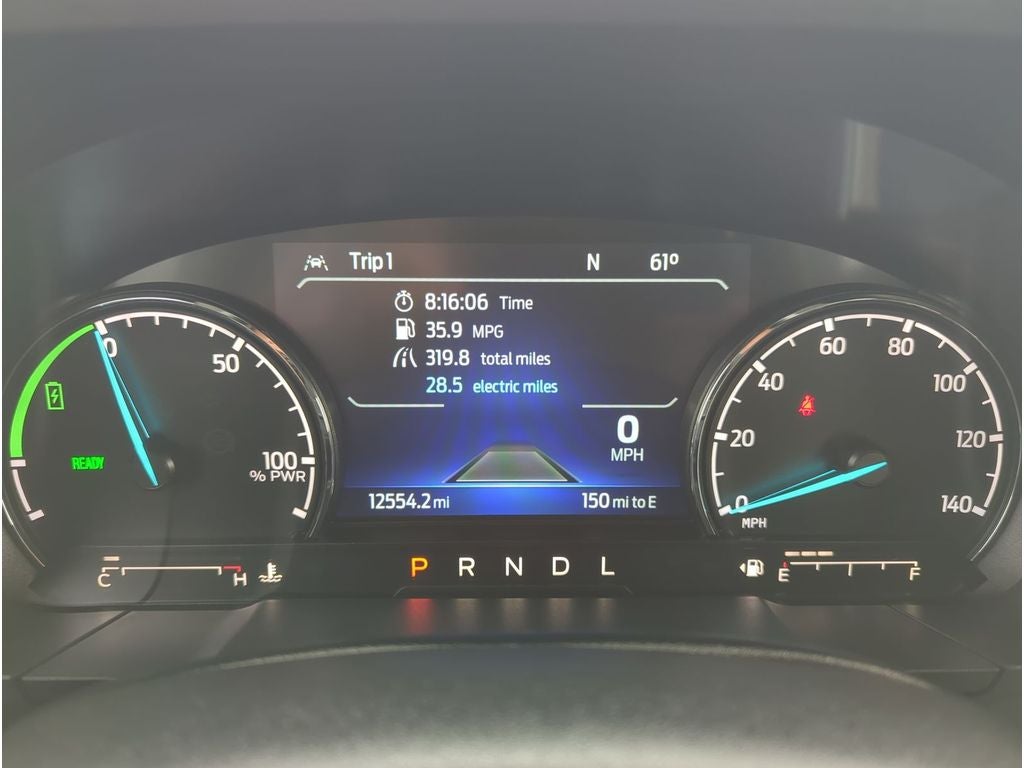 Trip 1 N 61°
8:16:06 Time
35.9 MPG
319.8 total miles
28.5 electric miles
0
MPH
12554.2 mi 150 mi to E
0
50
100
% PWR
READY
0
20
40
60
80
100
120
140
MPH
C H
P R N D L
E F